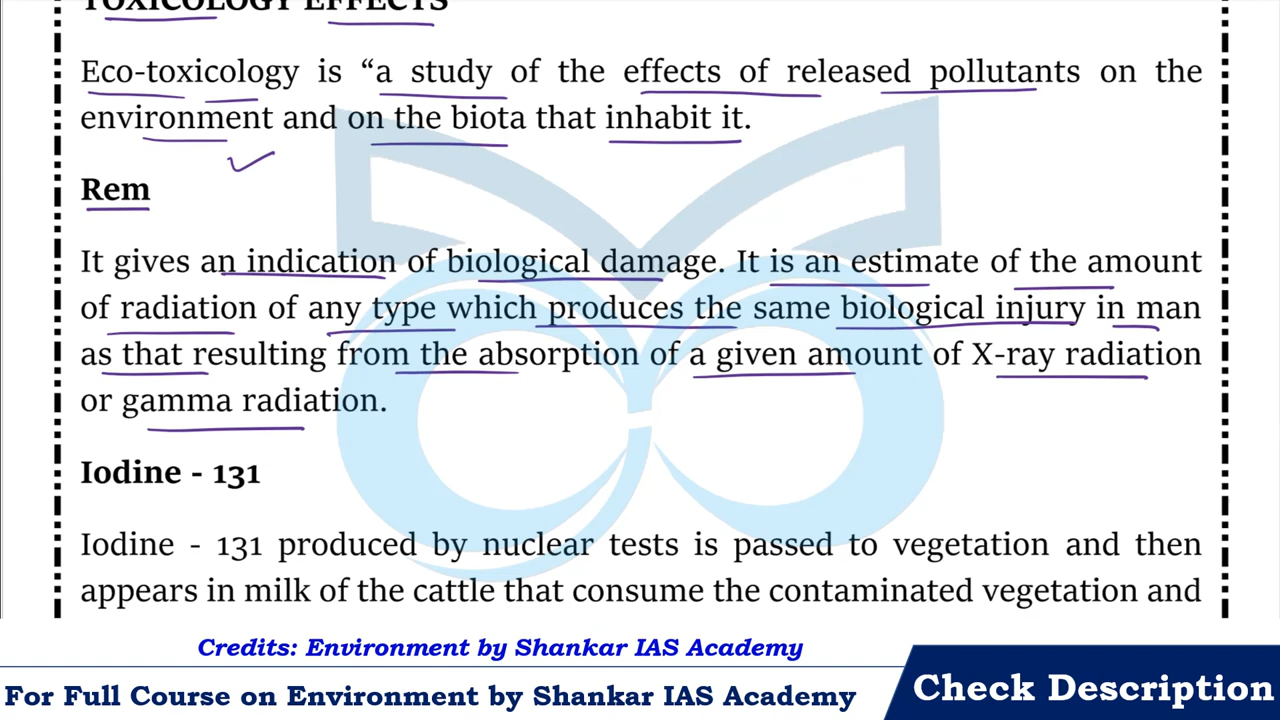 TOXICOLOGY EFFECTS
Eco-toxicology is “a study of the effects of released pollutants on the
environment and on the biota that inhabit it.
Rem
It gives an indication of biological damage. It is an estimate of the amount
of radiation of any type which produces the same biological injury in man
as that resulting from the absorption of a given amount of X-ray radiation
or gamma radiation.
Iodine - 131
Iodine - 131 produced by nuclear tests is passed to vegetation and then
appears in milk of the cattle that consume the contaminated vegetation and
Credits: Environment by Shankar IAS Academy
For Full Course on Environment by Shankar IAS Academy
Check Description